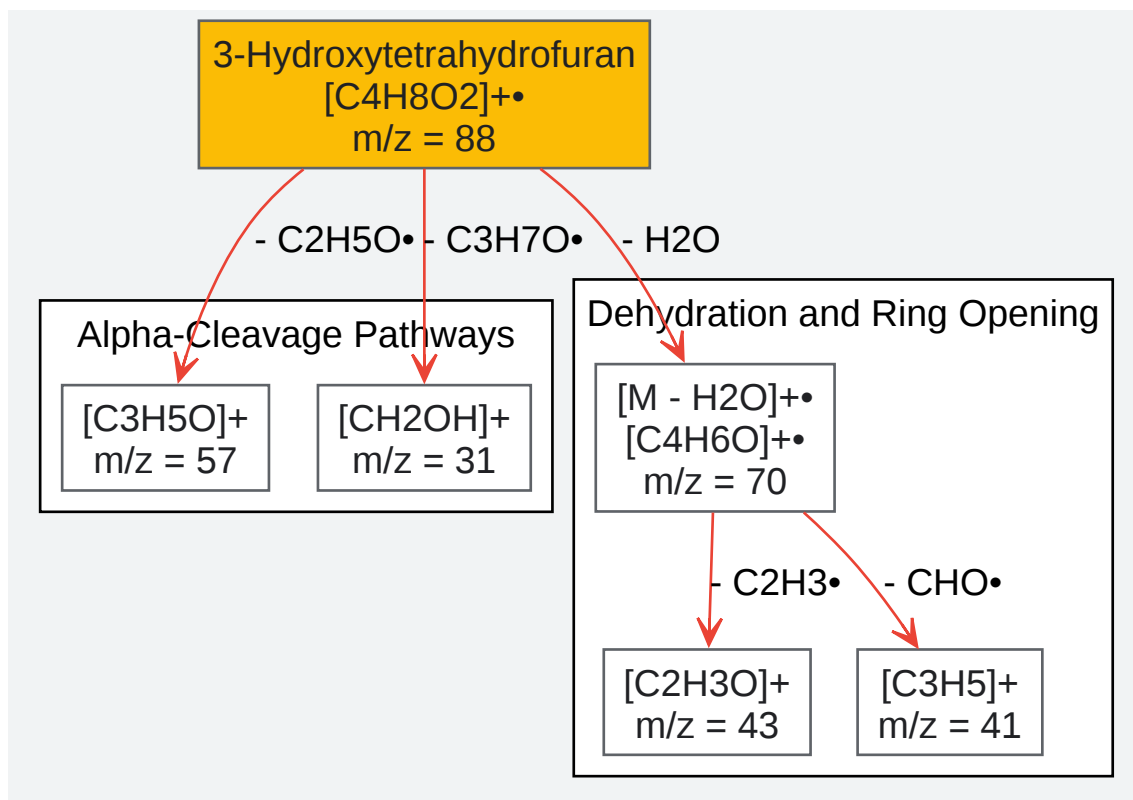 3-Hydroxytetrahydrofuran
[C4H8O2]+•
m/z = 88
- C2H5O•
- C3H7O•
- H2O
Alpha-Cleavage Pathways
[C3H5O]+
m/z = 57
[CH2OH]+
m/z = 31
Dehydration and Ring Opening
[M - H2O]+•
[C4H6O]+•
m/z = 70
- C2H3•
- CHO•
[C2H3O]+
m/z = 43
[C3H5]+
m/z = 41